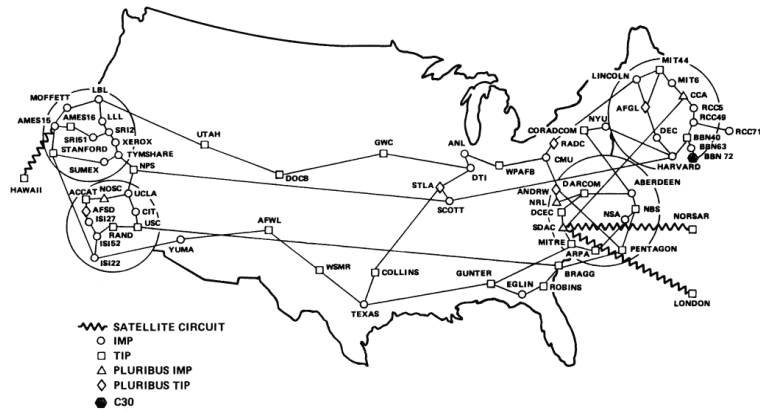 MIT44
LINCOLN
MIT6
MOFFETT
LBL
CCA
AMES15
AMES16
LLL
AFGL
RCC5
NYU
RCC49
SRI2
CORADCOM
DEC
RCC71
SRI51
XEROX
UTAH
GWC
ANL
RADC
BBN40
STANFORD
TYMSHARE
BBN63
SUMEX
NPS
DOCB
DTI
WPAFB
CMU
HARVARD
BBN 72
HAWAII
STLA
ANDRW
DARCOM
ABERDEEN
ACCAT
NOSC
UCLA
NRL
AFSD
CIT
SCOTT
DCEC
NSA
NBS
ISI27
AFWL
SDAC
NORSAR
RAND
USC
ISI52
MITRE
YUMA
ARPA
PENTAGON
ISI22
WSMR
COLLINS
GUNTER
BRAGG
EGLIN
ROBINS
LONDON
TEXAS
SATELLITE CIRCUIT
IMP
TIP
PLURIBUS IMP
PLURIBUS TIP
C30